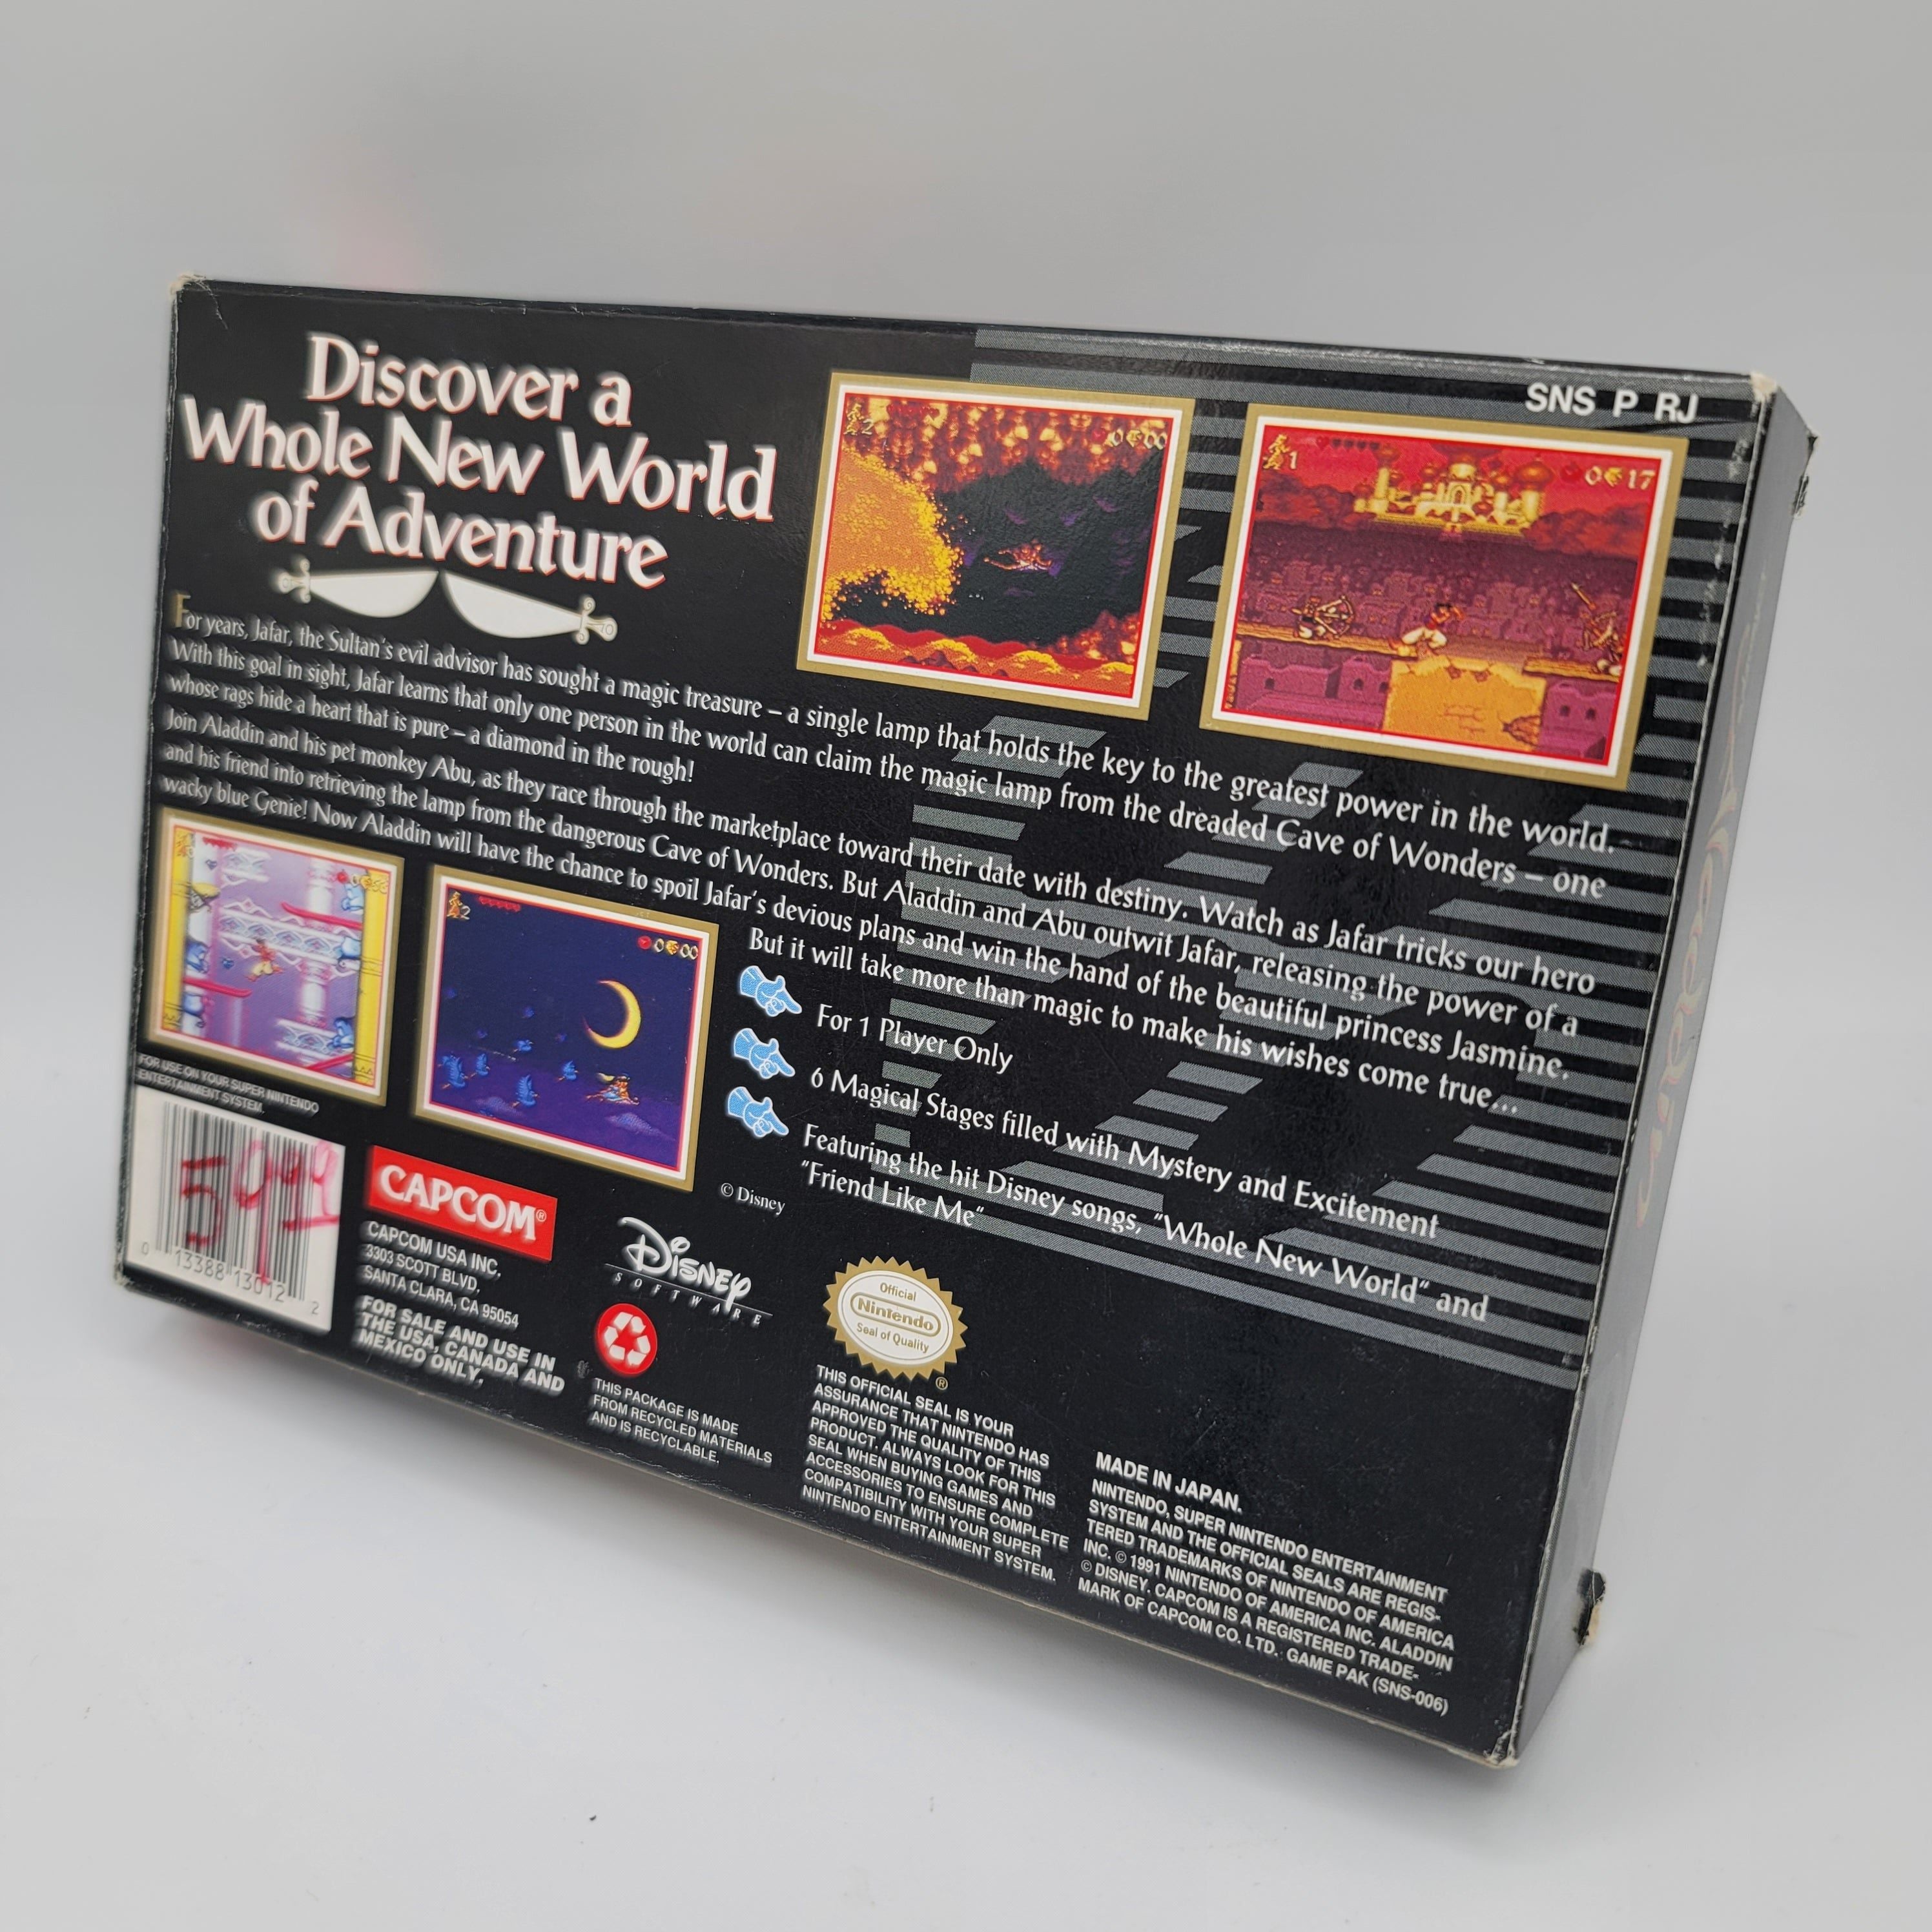 SNS P RJ
Discover a
Whole New World
of Adventure
2
0 00
1
0 17
For years, Jafar, the Sultan's evil advisor has sought a magic treasure – a single lamp that holds the key to the greatest power in the world.
With this goal in sight, Jafar learns that only one person in the world can claim the magic lamp from the dreaded Cave of Wonders – one
whose rags hide a heart that is pure – a diamond in the rough!
Join Aladdin and his pet monkey Abu, as they race through the marketplace toward their date with destiny. Watch as Jafar tricks our hero
and his friend into retrieving the lamp from the dangerous Cave of Wonders. But Aladdin and Abu outwit Jafar, releasing the power of a
wacky blue Genie! Now Aladdin will have the chance to spoil Jafar's devious plans and win the hand of the beautiful princess Jasmine.
But it will take more than magic to make his wishes come true...
2
0 00
For 1 Player Only
6 Magical Stages filled with Mystery and Excitement
Featuring the hit Disney songs, "Whole New World" and
"Friend Like Me"
© Disney
FOR USE ON YOUR SUPER NINTENDO
ENTERTAINMENT SYSTEM.
0 13388 13012 2
CAPCOM®
CAPCOM USA INC.
3303 SCOTT BLVD.
SANTA CLARA, CA 95054
FOR SALE AND USE IN
THE USA, CANADA AND
MEXICO ONLY.
Disney
SOFTWARE
THIS PACKAGE IS MADE
FROM RECYCLED MATERIALS
AND IS RECYCLABLE.
Official
Nintendo
Seal of Quality
®
THIS OFFICIAL SEAL IS YOUR
ASSURANCE THAT NINTENDO HAS
APPROVED THE QUALITY OF THIS
PRODUCT. ALWAYS LOOK FOR THIS
SEAL WHEN BUYING GAMES AND
ACCESSORIES TO ENSURE COMPLETE
COMPATIBILITY WITH YOUR SUPER
NINTENDO ENTERTAINMENT SYSTEM.
MADE IN JAPAN.
NINTENDO, SUPER NINTENDO ENTERTAINMENT
SYSTEM AND THE OFFICIAL SEALS ARE REGIS-
TERED TRADEMARKS OF NINTENDO OF AMERICA
INC. © 1991 NINTENDO OF AMERICA INC. ALADDIN
© DISNEY. CAPCOM IS A REGISTERED TRADE-
MARK OF CAPCOM CO. LTD. GAME PAK (SNS-006)